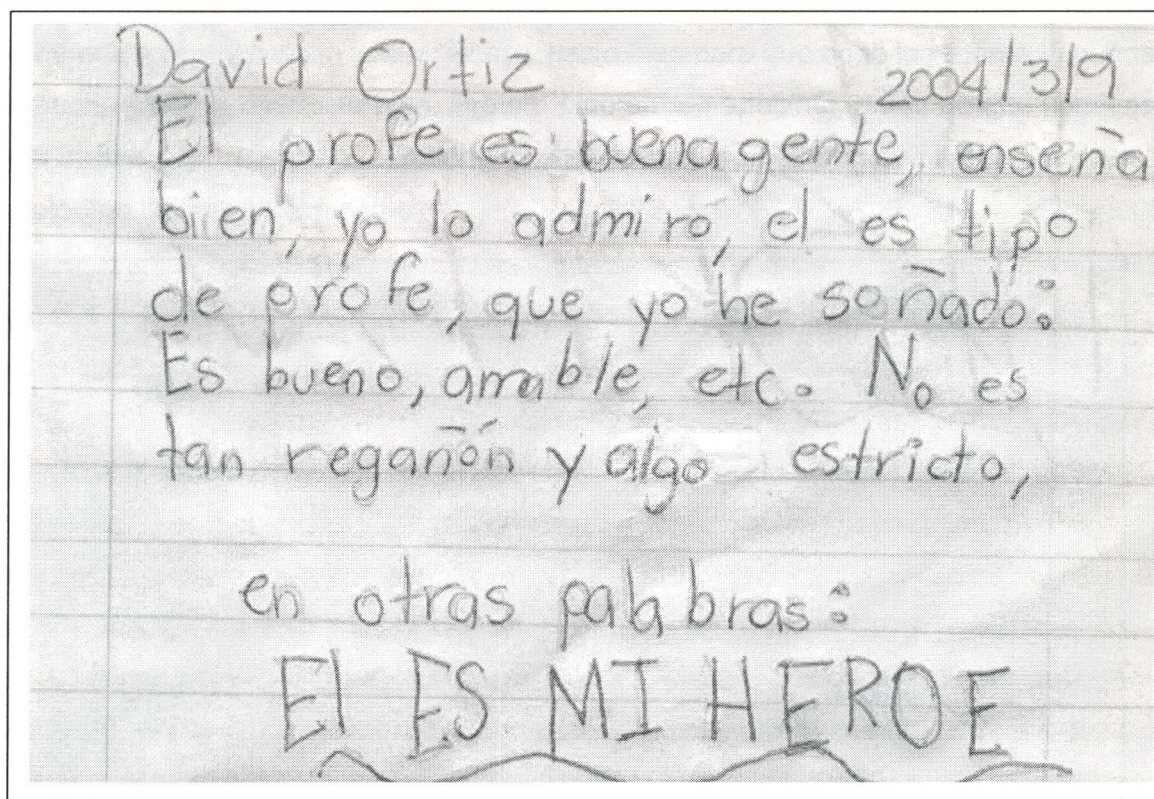 David Ortiz 2004/3/9
El profe es buena gente, enseña
bien, yo lo admiro, el es tipo
de profe, que yo he soñado:
Es bueno, amable, etc. No es
tan regañón y algo estricto,
en otras palabras:
El ES MI HEROE